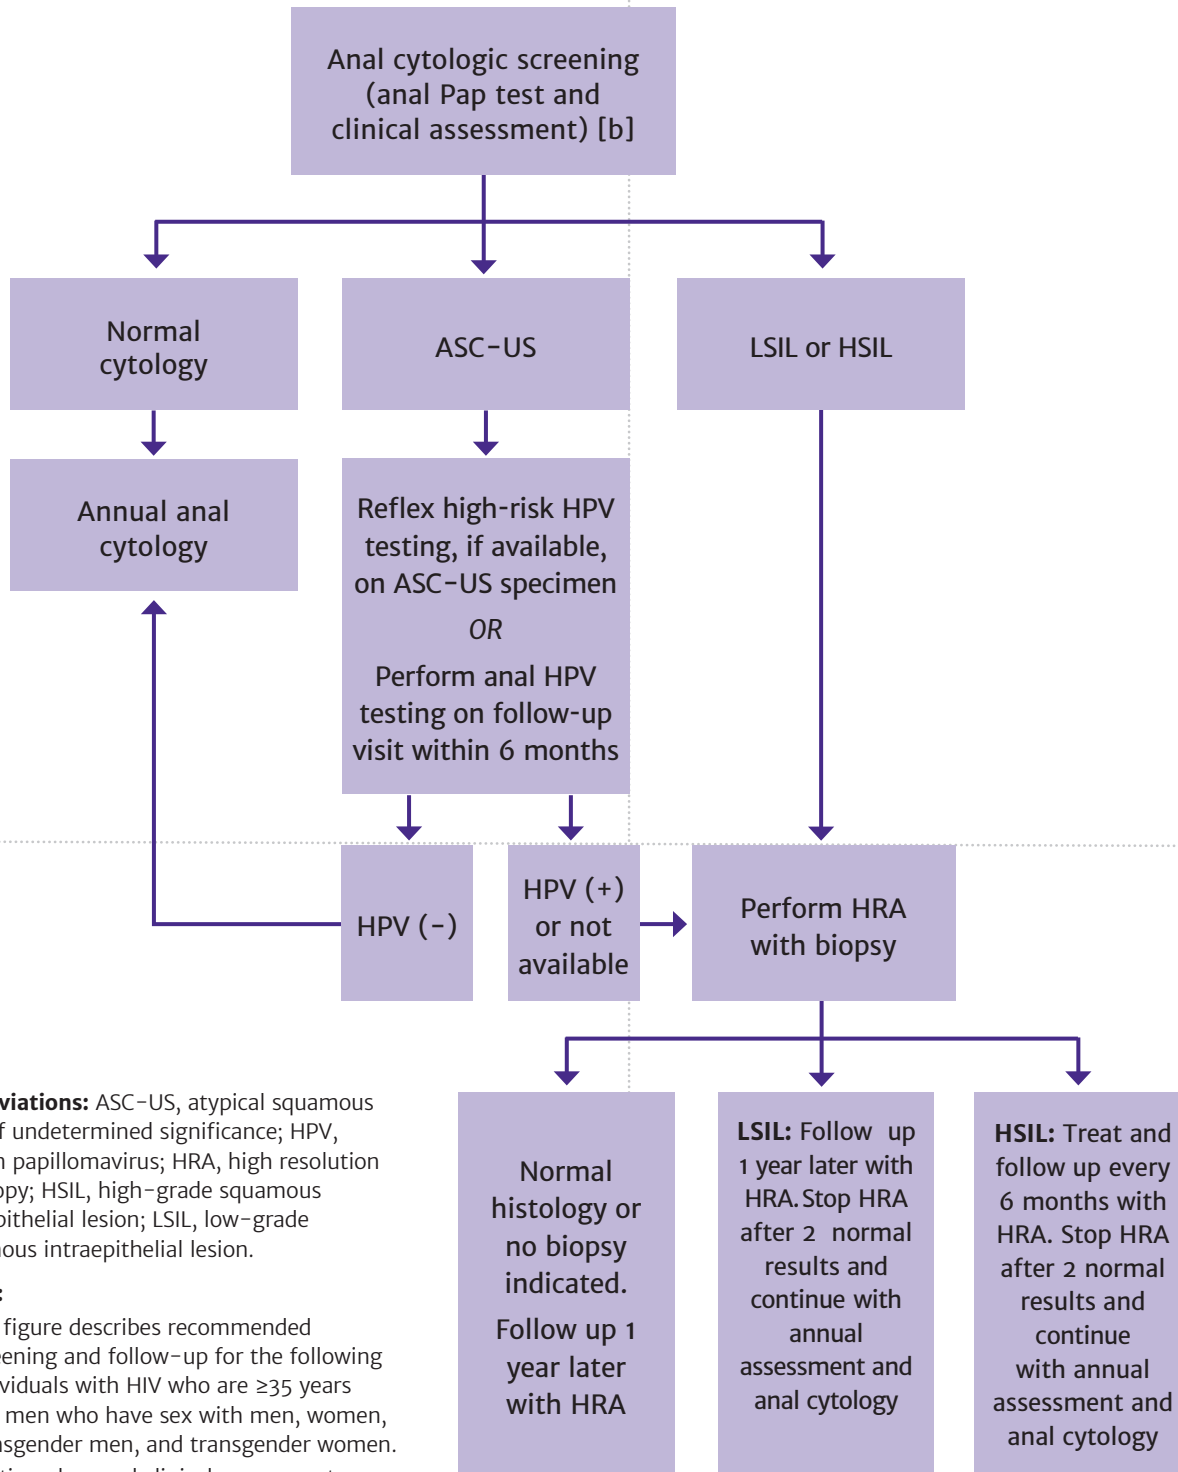 Anal cytologic screening
(anal Pap test and
clinical assessment) [b]
Normal
cytology
ASC-US
LSIL or HSIL
Annual anal
cytology
Reflex high-risk HPV
testing, if available,
on ASC-US specimen
OR
Perform anal HPV
testing on follow-up
visit within 6 months
HPV (-)
HPV (+)
or not
available
Perform HRA
with biopsy
Normal
histology or
no biopsy
indicated.
Follow up 1
year later
with HRA
LSIL: Follow up
1 year later with
HRA. Stop HRA
after 2 normal
results and
continue with
annual
assessment and
anal cytology
HSIL: Treat and
follow up every
6 months with
HRA. Stop HRA
after 2 normal
results and
continue
with annual
assessment and
anal cytology
viations: ASC-US, atypical squamous
f undetermined significance; HPV,
papillomavirus; HRA, high resolution
opy; HSIL, high-grade squamous
epithelial lesion; LSIL, low-grade
nous intraepithelial lesion.
:
figure describes recommended
eening and follow-up for the following
viduals with HIV who are ≥35 years
men who have sex with men, women,
nsgender men, and transgender women.